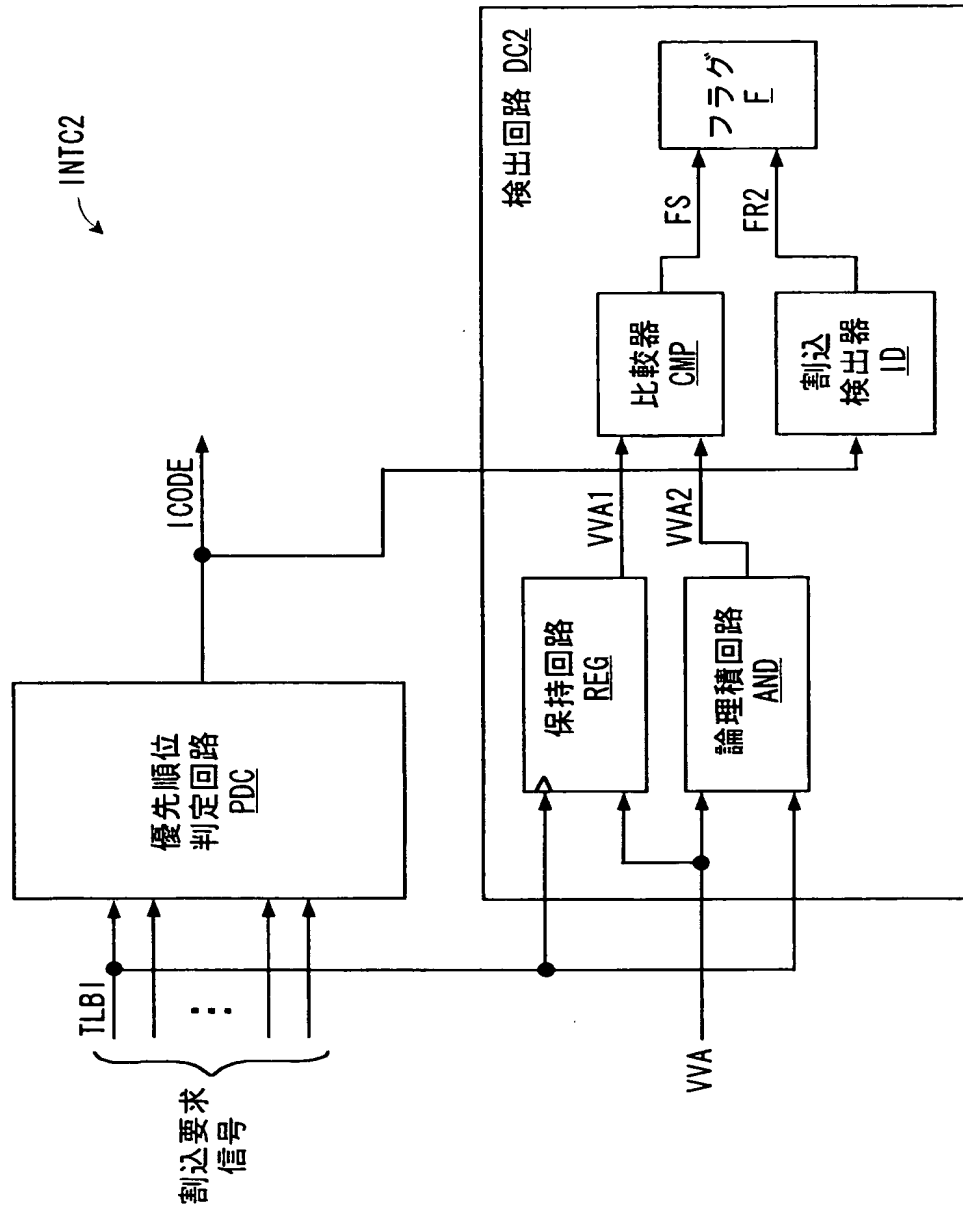 INTC2
割込要求
信号
TLBI
⋮
優先順位
判定回路
PDC
ICODE
検出回路 DC2
VVA
保持回路
REG
論理積回路
AND
VVA1
VVA2
比較器
CMP
割込
検出器
ID
FS
FR2
フラグ
F